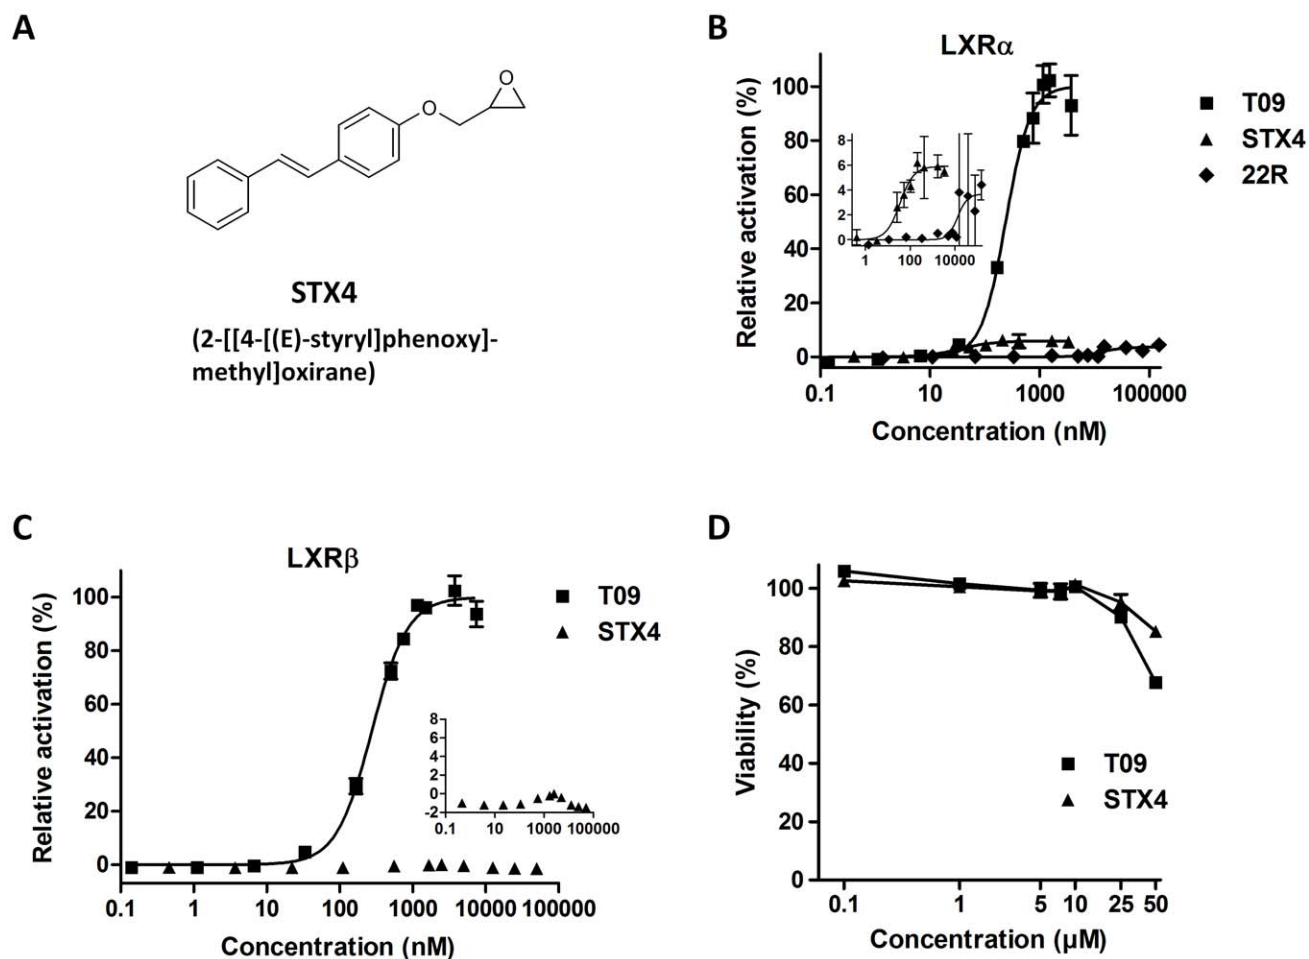 A
O
O
STX4
(2-[[4-[(E)-styryl]phenoxy]-
methyl]oxirane)
B
LXRα
Relative activation (%)
100
80
60
40
20
0
8
6
4
2
0
1 100 10000
0.1 10 1000 100000
Concentration (nM)
T09
STX4
22R
C
LXRβ
Relative activation (%)
100
80
60
40
20
0
8
6
4
2
0
-2
0.1 10 1000 100000
0.1 1 10 100 1000 10000 100000
Concentration (nM)
T09
STX4
D
Viability (%)
100
80
60
40
20
0
T09
STX4
0.1 1 5 10 25 50
Concentration (µM)